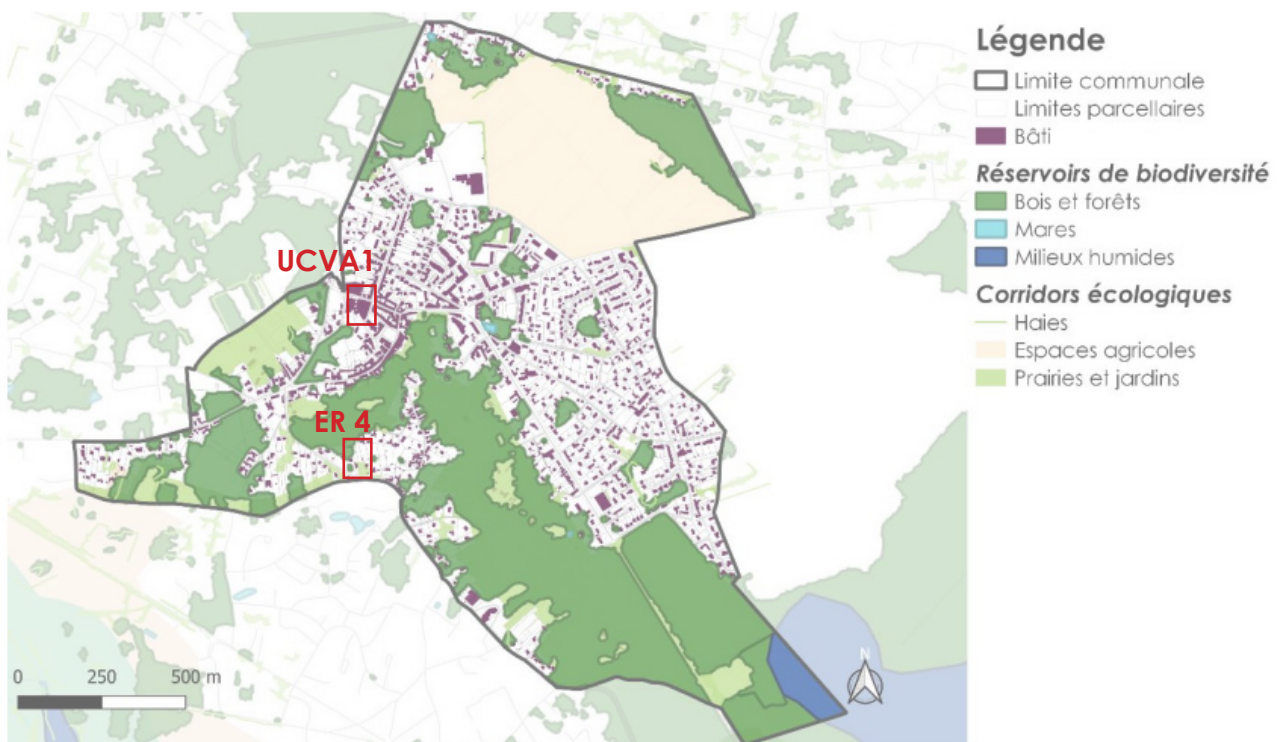 Légende
Limite communale
Limites parcellaires
Bâti
Réservoirs de biodiversité
Bois et forêts
Mares
Milieux humides
Corridors écologiques
Haies
Espaces agricoles
Prairies et jardins
UCVA1
ER 4
0 250 500 m
N